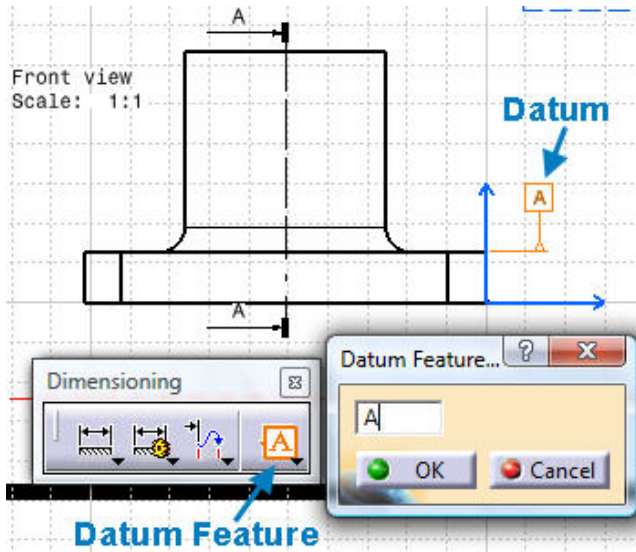 A
Front view
Scale: 1:1
Datum
A
A
Dimensioning
Datum Feature...
?
A
A
OK
Cancel
Datum Feature